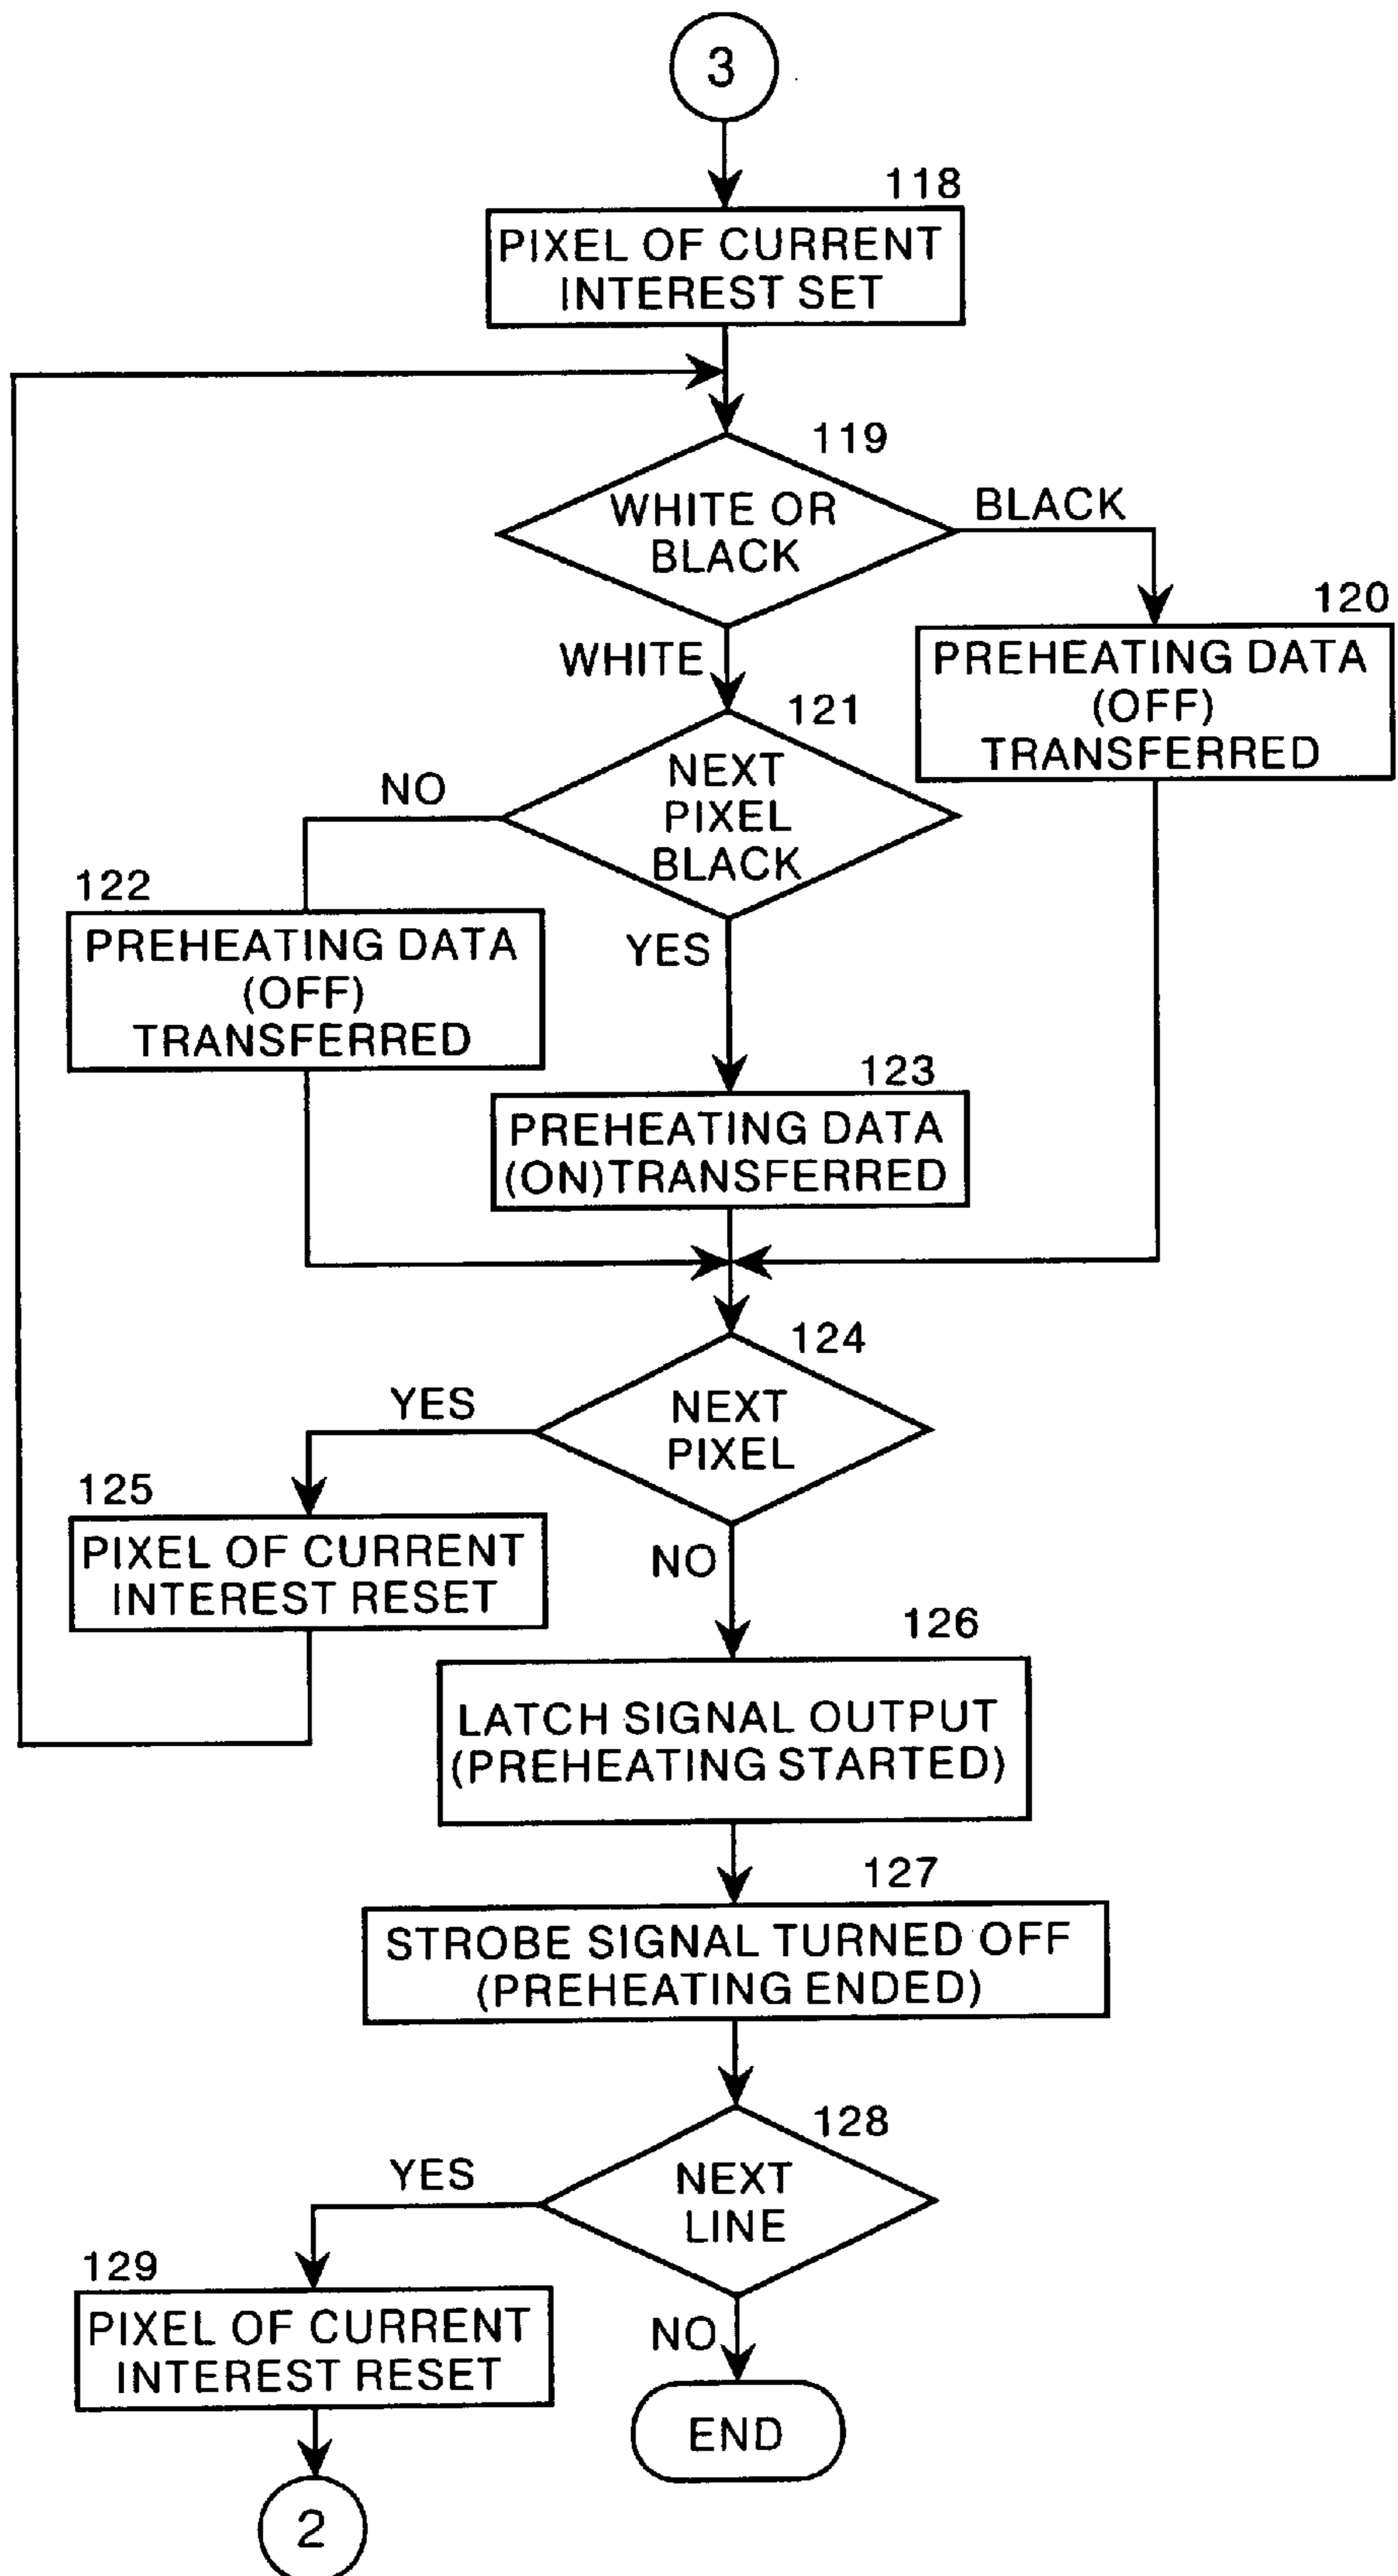 3
118
PIXEL OF CURRENT
INTEREST SET
119
WHITE OR
BLACK
BLACK
120
PREHEATING DATA
(OFF)
TRANSFERRED
WHITE
121
NEXT
PIXEL
BLACK
NO
122
PREHEATING DATA
(OFF)
TRANSFERRED
YES
123
PREHEATING DATA
(ON)TRANSFERRED
124
NEXT
PIXEL
YES
125
PIXEL OF CURRENT
INTEREST RESET
NO
126
LATCH SIGNAL OUTPUT
(PREHEATING STARTED)
127
STROBE SIGNAL TURNED OFF
(PREHEATING ENDED)
128
NEXT
LINE
YES
129
PIXEL OF CURRENT
INTEREST RESET
NO
END
2